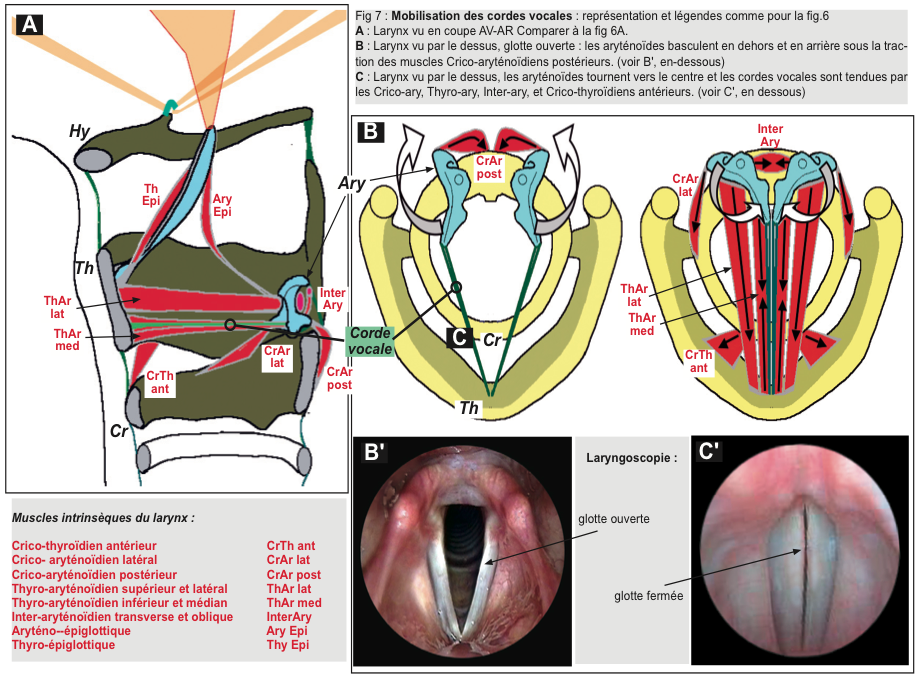 A
Fig 7 : Mobilisation des cordes vocales : représentation et légendes comme pour la fig.6
A : Larynx vu en coupe AV-AR Comparer à la fig 6A.
B : Larynx vu par le dessus, glotte ouverte : les aryténoïdes basculent en dehors et en arrière sous la trac-
tion des muscles Crico-aryténoïdiens postérieurs. (voir B', en-dessous)
C : Larynx vu par le dessus, les aryténoïdes tournent vers le centre et les cordes vocales sont tendues par
les Crico-ary, Thyro-ary, Inter-ary, et Crico-thyroïdiens antérieurs. (voir C', en dessous)
Hy
Th
Epi
Ary
Epi
Ary
Th
ThAr
lat
ThAr
med
Inter
Ary
CrAr
lat
CrTh
ant
CrAr
post
Cr
Corde
vocale
B
CrAr
post
C
Cr
Th
Inter
Ary
CrAr
lat
ThAr
lat
ThAr
med
CrTh
ant
B'
Laryngoscopie :
glotte ouverte
glotte fermée
C'
Muscles intrinsèques du larynx :
Crico-thyroïdien antérieur CrTh ant
Crico- aryténoïdien latéral CrAr lat
Crico-aryténoïdien postérieur CrAr post
Thyro-aryténoïdien supérieur et latéral ThAr lat
Thyro-aryténoïdien inférieur et médian ThAr med
Inter-aryténoïdien transverse et oblique InterAry
Aryténo--épiglottique Ary Epi
Thyro-épiglottique Thy Epi